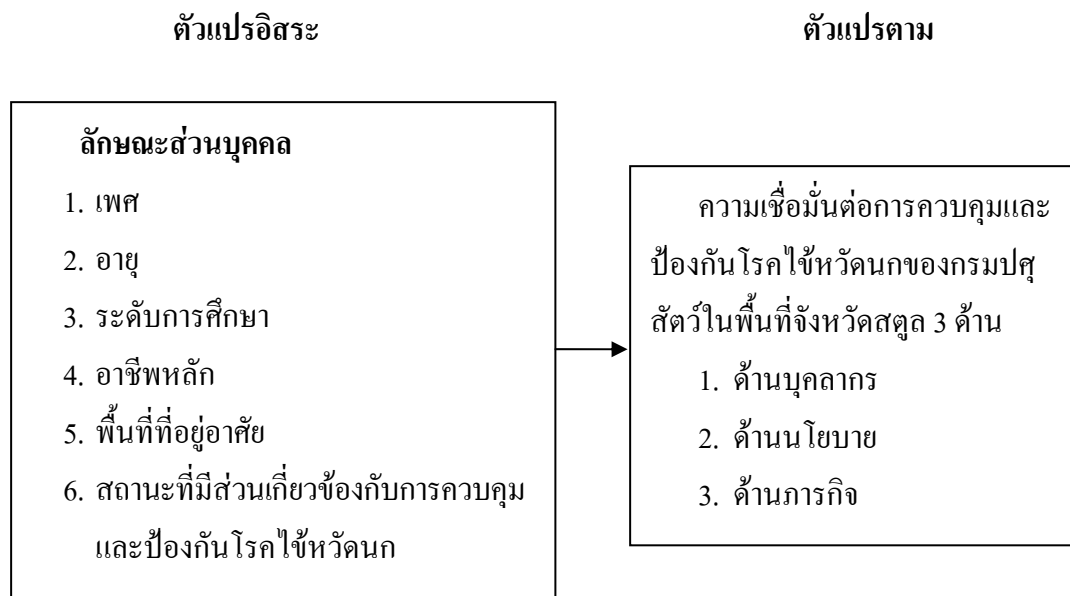 ตัวแปรอิสระ
ตัวแปรตาม
ลักษณะส่วนบุคคล
1. เพศ
2. อายุ
3. ระดับการศึกษา
4. อาชีพหลัก
5. พื้นที่ที่อยู่อาศัย
6. สถานะที่มีส่วนเกี่ยวข้องกับการควบคุม
และป้องกันโรคไข้หวัดนก
ความเชื่อมั่นต่อการควบคุมและ
ป้องกันโรคไข้หวัดนกของกรมปศุ
สัตว์ในพื้นที่จังหวัดสตูล 3 ด้าน
1. ด้านบุคลากร
2. ด้านนโยบาย
3. ด้านภารกิจ